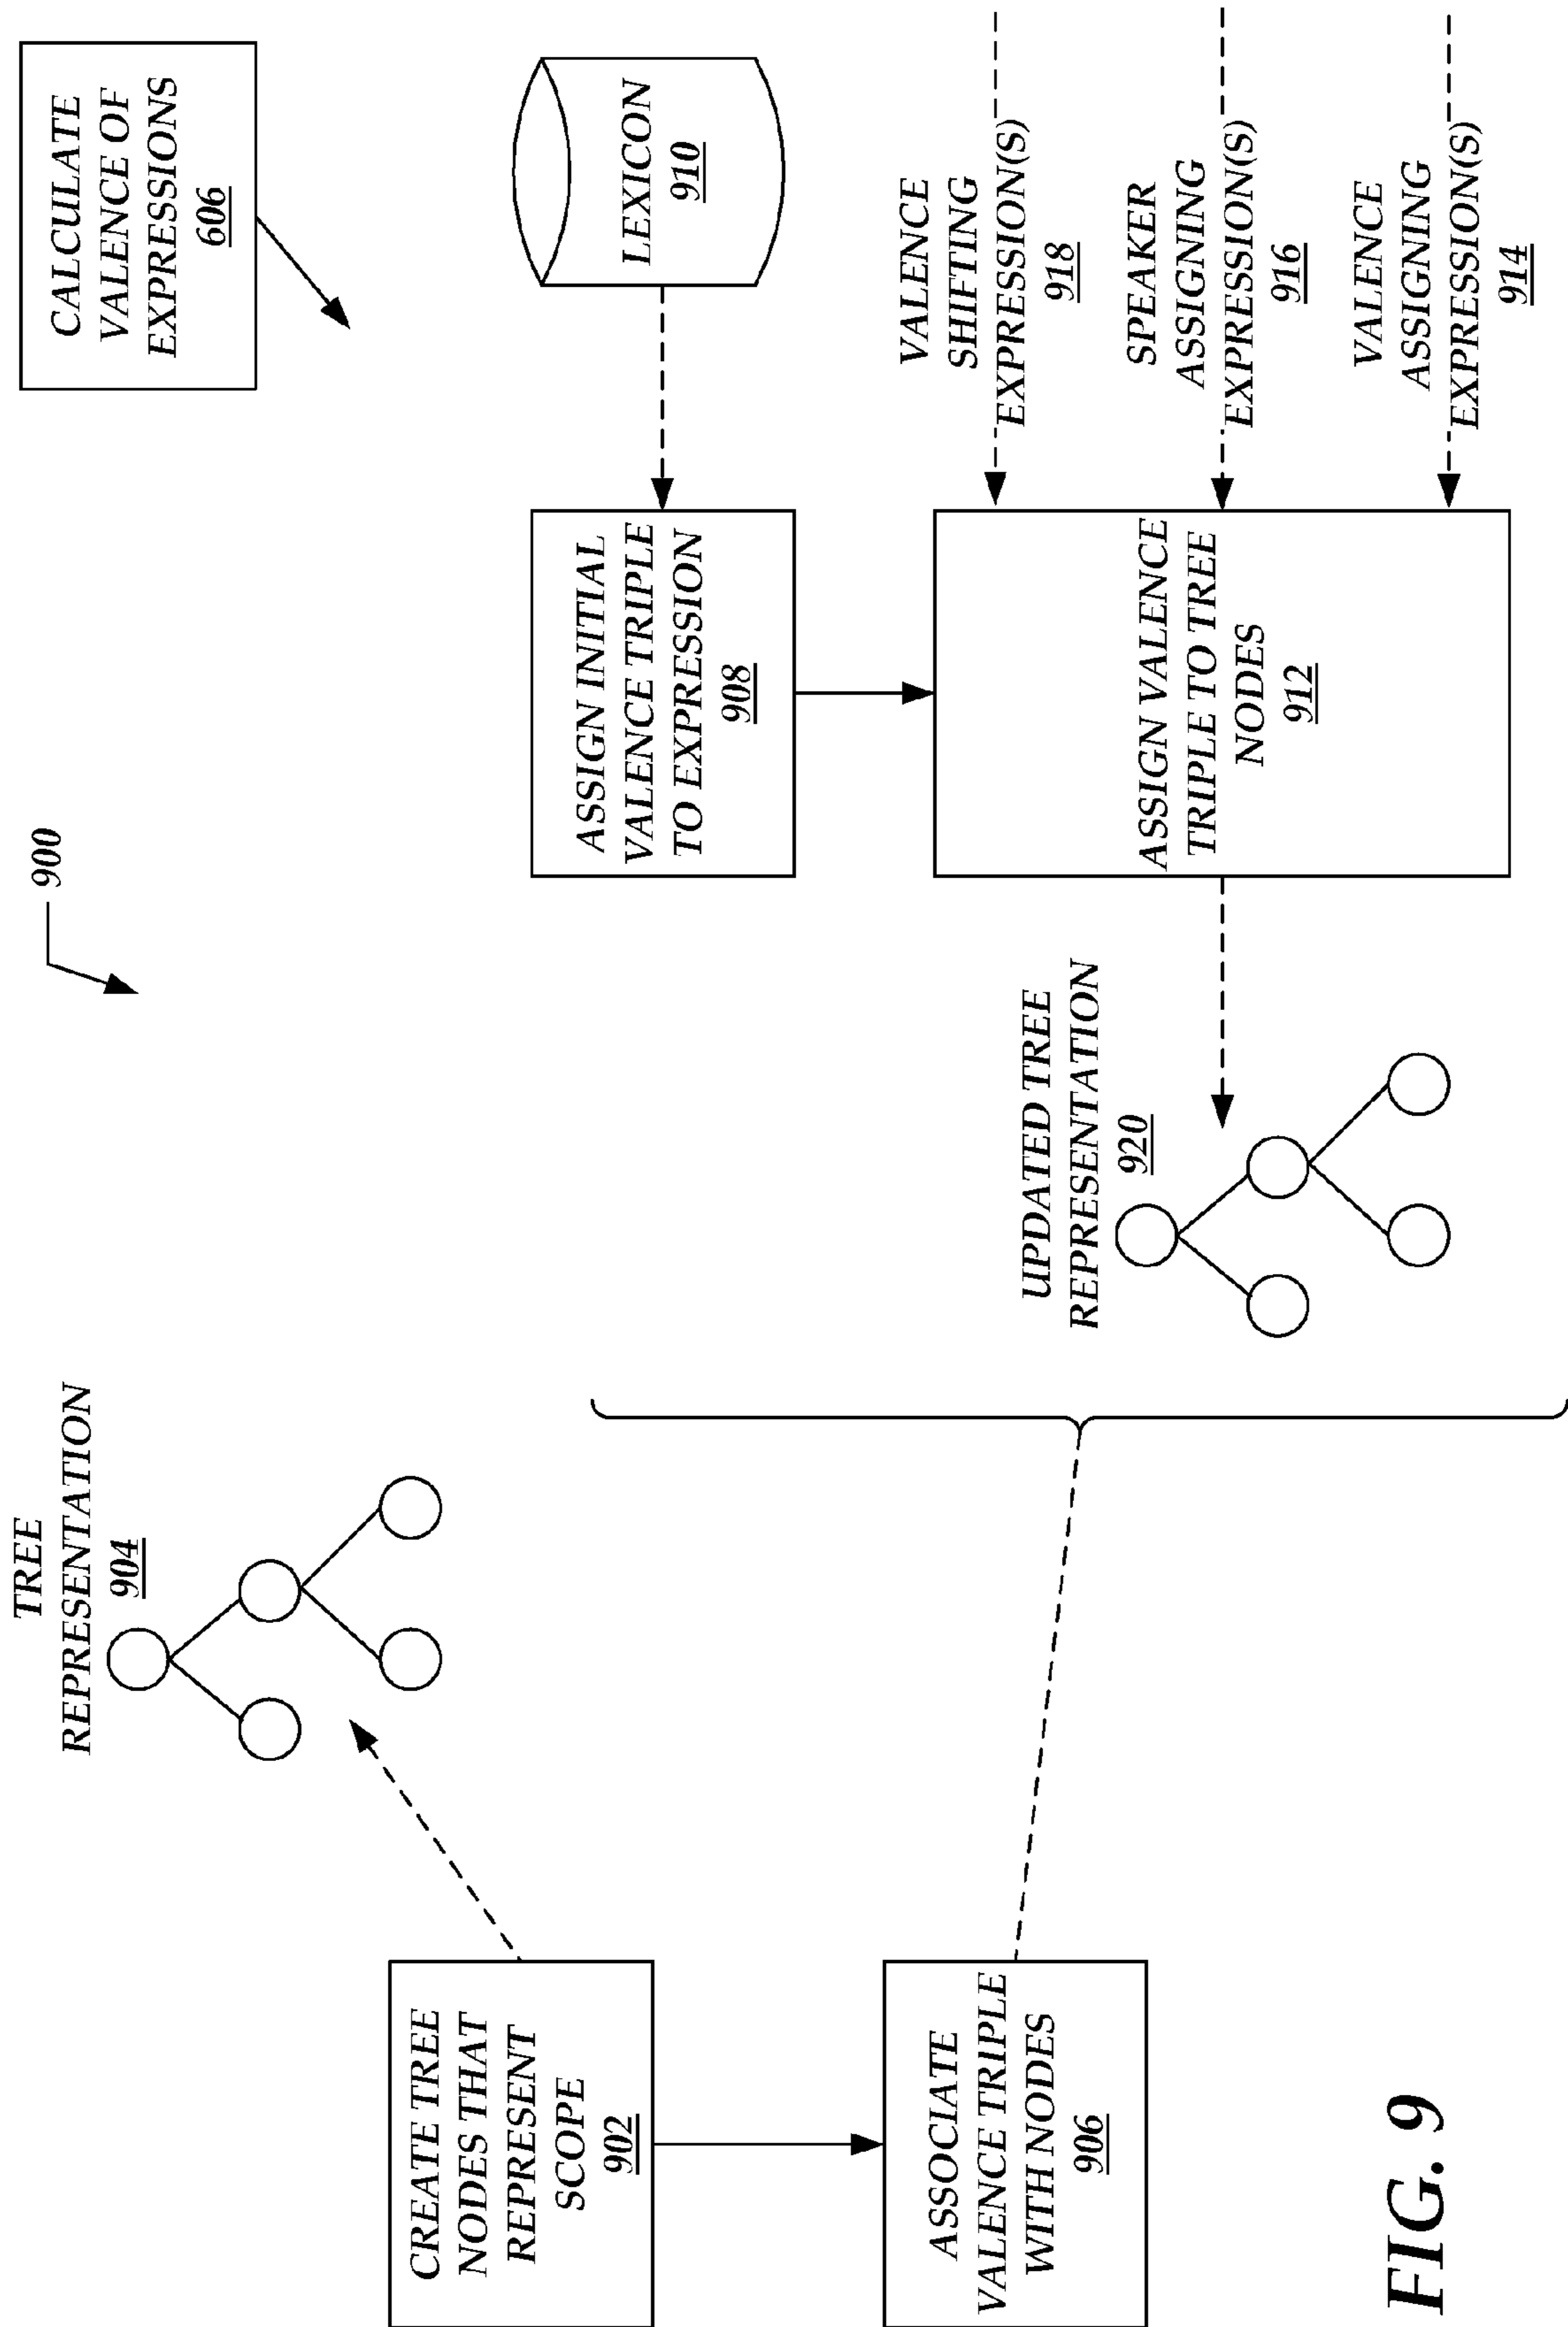 900
CALCULATE
VALENCE OF
EXPRESSIONS
606
TREE
REPRESENTATION
904
CREATE TREE
NODES THAT
REPRESENT
SCOPE
902
ASSOCIATE
VALENCE TRIPLE
WITH NODES
906
ASSIGN INITIAL
VALENCE TRIPLE
TO EXPRESSION
908
LEXICON
910
UPDATED TREE
REPRESENTATION
920
ASSIGN VALENCE
TRIPLE TO TREE
NODES
912
VALENCE
SHIFTING
EXPRESSION(S)
918
SPEAKER
ASSIGNING
EXPRESSION(S)
916
VALENCE
ASSIGNING
EXPRESSION(S)
914
FIG. 9